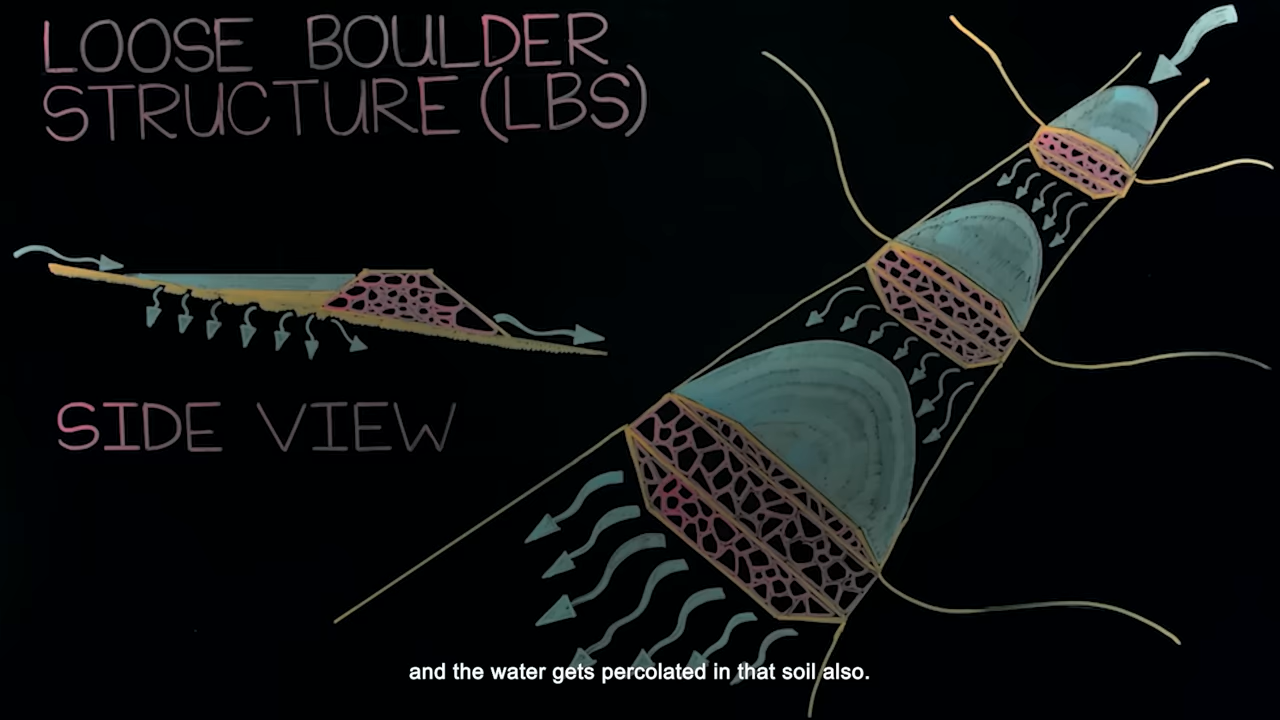 LOOSE BOULDER
STRUCTURE (LBS)
SIDE VIEW
and the water gets percolated in that soil also.